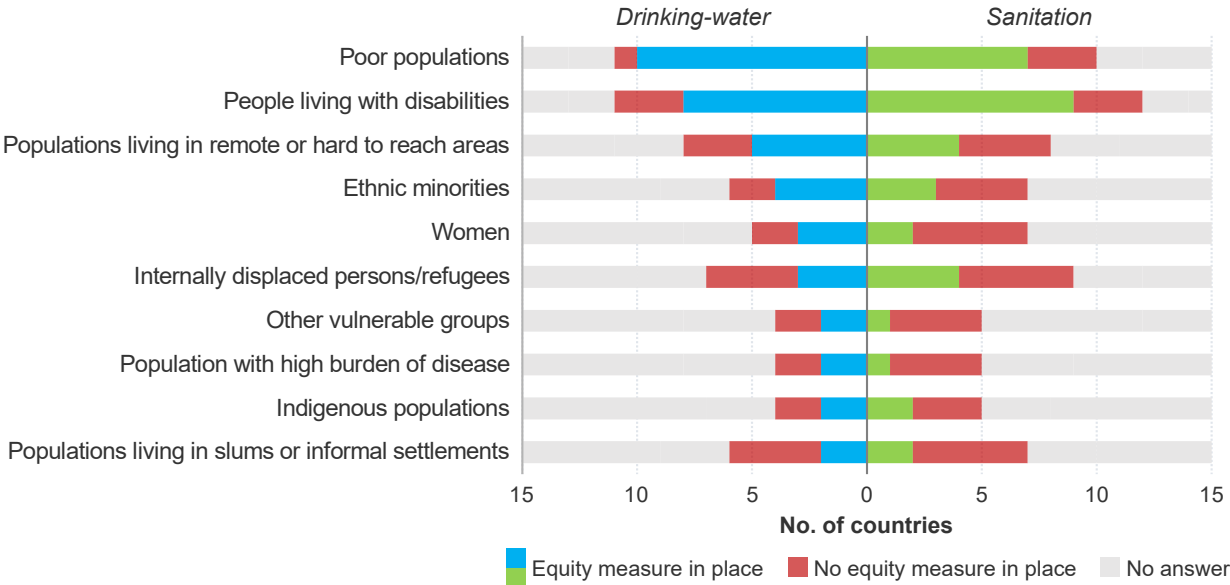 Drinking-water Sanitation
Poor populations
People living with disabilities
Populations living in remote or hard to reach areas
Ethnic minorities
Women
Internally displaced persons/refugees
Other vulnerable groups
Population with high burden of disease
Indigenous populations
Populations living in slums or informal settlements
15 10 5 0 5 10 15
No. of countries
Equity measure in place No equity measure in place No answer